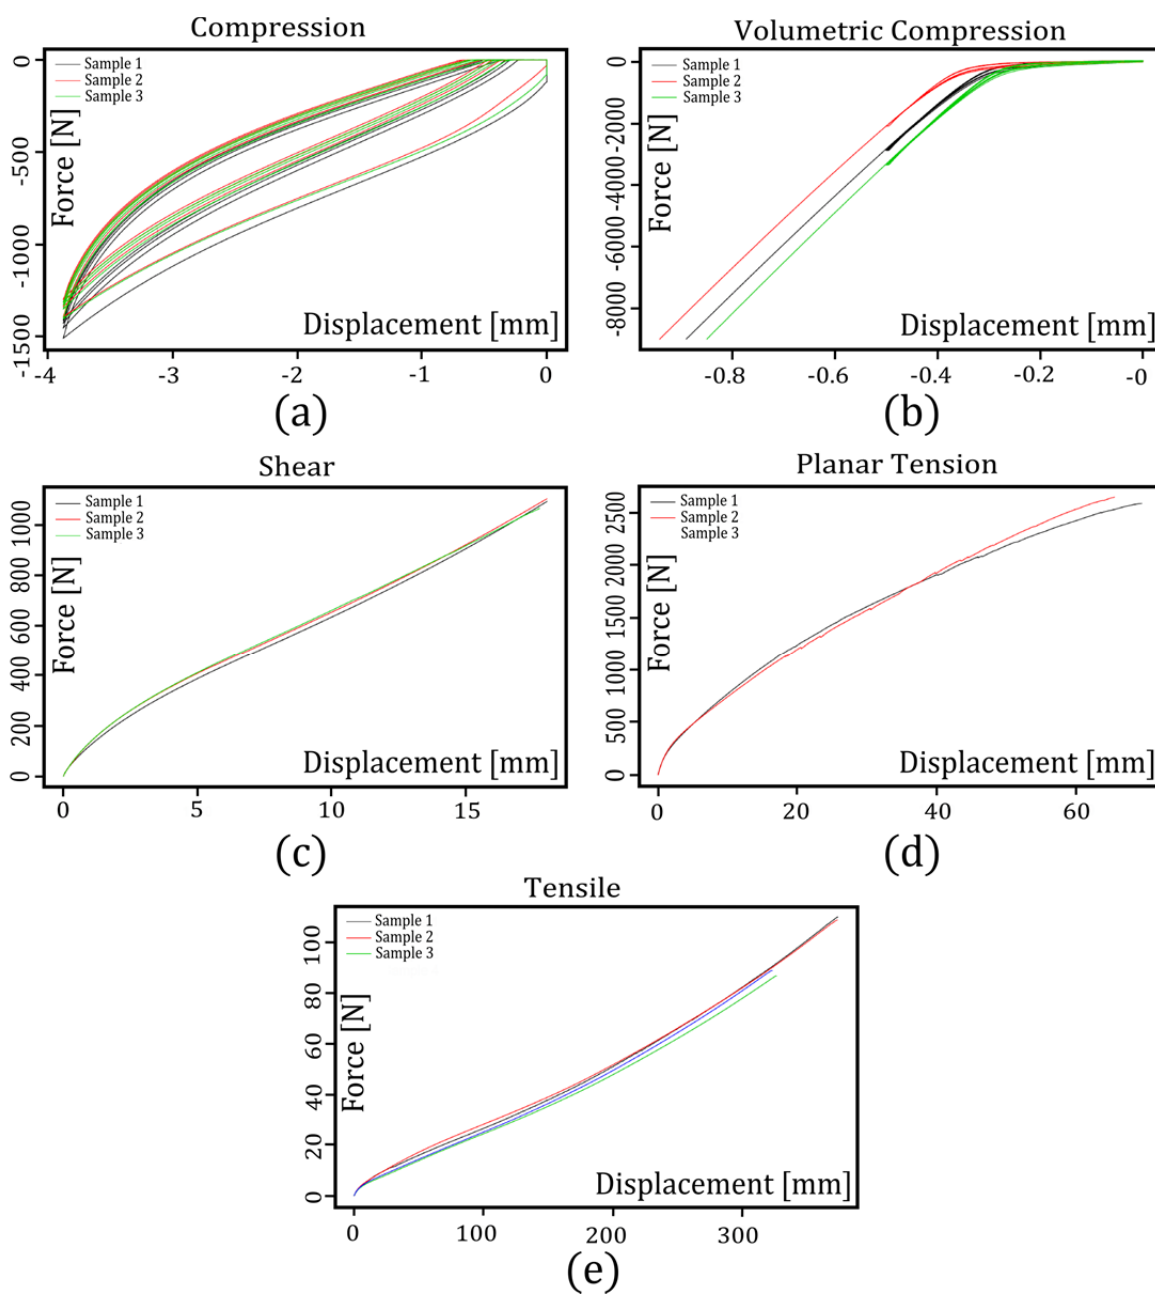 Compression
Sample 1
Sample 2
Sample 3
Force [N]
0
-500
-1000
-1500
Displacement [mm]
-4 -3 -2 -1 0
(a)
Volumetric Compression
Sample 1
Sample 2
Sample 3
Force [N]
0
-2000
-4000
-6000
-8000
Displacement [mm]
-0.8 -0.6 -0.4 -0.2 -0
(b)
Shear
Sample 1
Sample 2
Sample 3
Force [N]
1000
800
600
400
200
0
Displacement [mm]
0 5 10 15
(c)
Planar Tension
Sample 1
Sample 2
Sample 3
Force [N]
2500
2000
1500
1000
500
0
Displacement [mm]
0 20 40 60
(d)
Tensile
Sample 1
Sample 2
Sample 3
Force [N]
100
80
60
40
20
0
Displacement [mm]
0 100 200 300
(e)